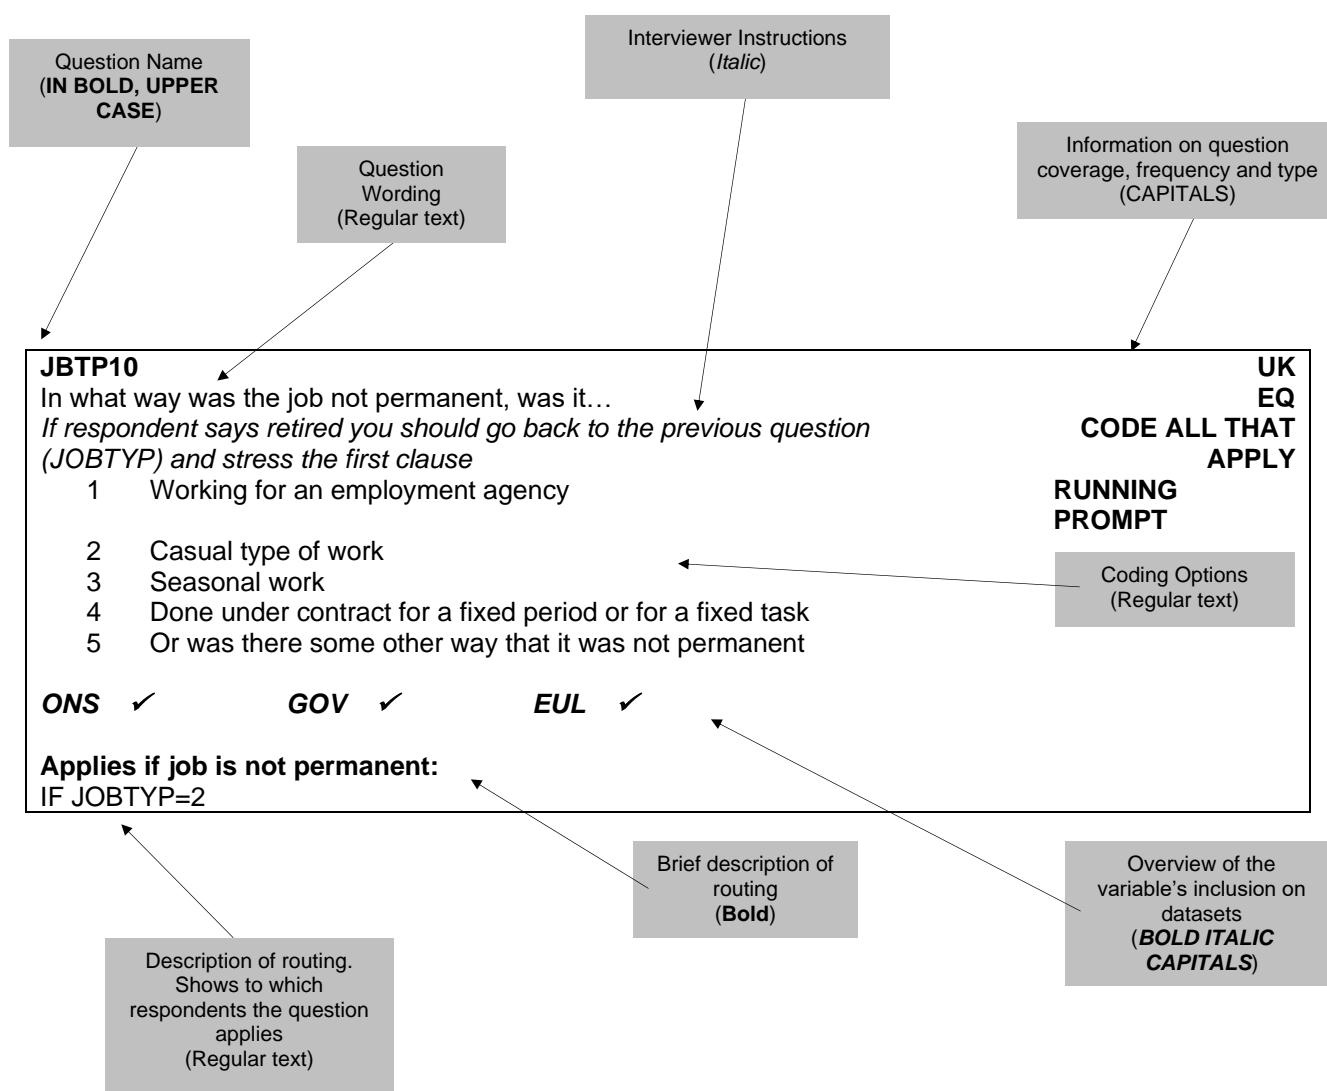 Interviewer Instructions
(Italic)
Question Name
(IN BOLD, UPPER
CASE)
Information on question
coverage, frequency and type
(CAPITALS)
Question
Wording
(Regular text)
JBTP10
UK
In what way was the job not permanent, was it…
EQ
If respondent says retired you should go back to the previous question
CODE ALL THAT
(JOBTYP) and stress the first clause
APPLY
1 Working for an employment agency
RUNNING
PROMPT
2 Casual type of work
3 Seasonal work
4 Done under contract for a fixed period or for a fixed task
5 Or was there some other way that it was not permanent
Coding Options
(Regular text)
ONS ✓ GOV ✓ EUL ✓
Applies if job is not permanent:
IF JOBTYP=2
Brief description of
routing
(Bold)
Overview of the
variable’s inclusion on
datasets
(BOLD ITALIC
CAPITALS)
Description of routing.
Shows to which
respondents the question
applies
(Regular text)